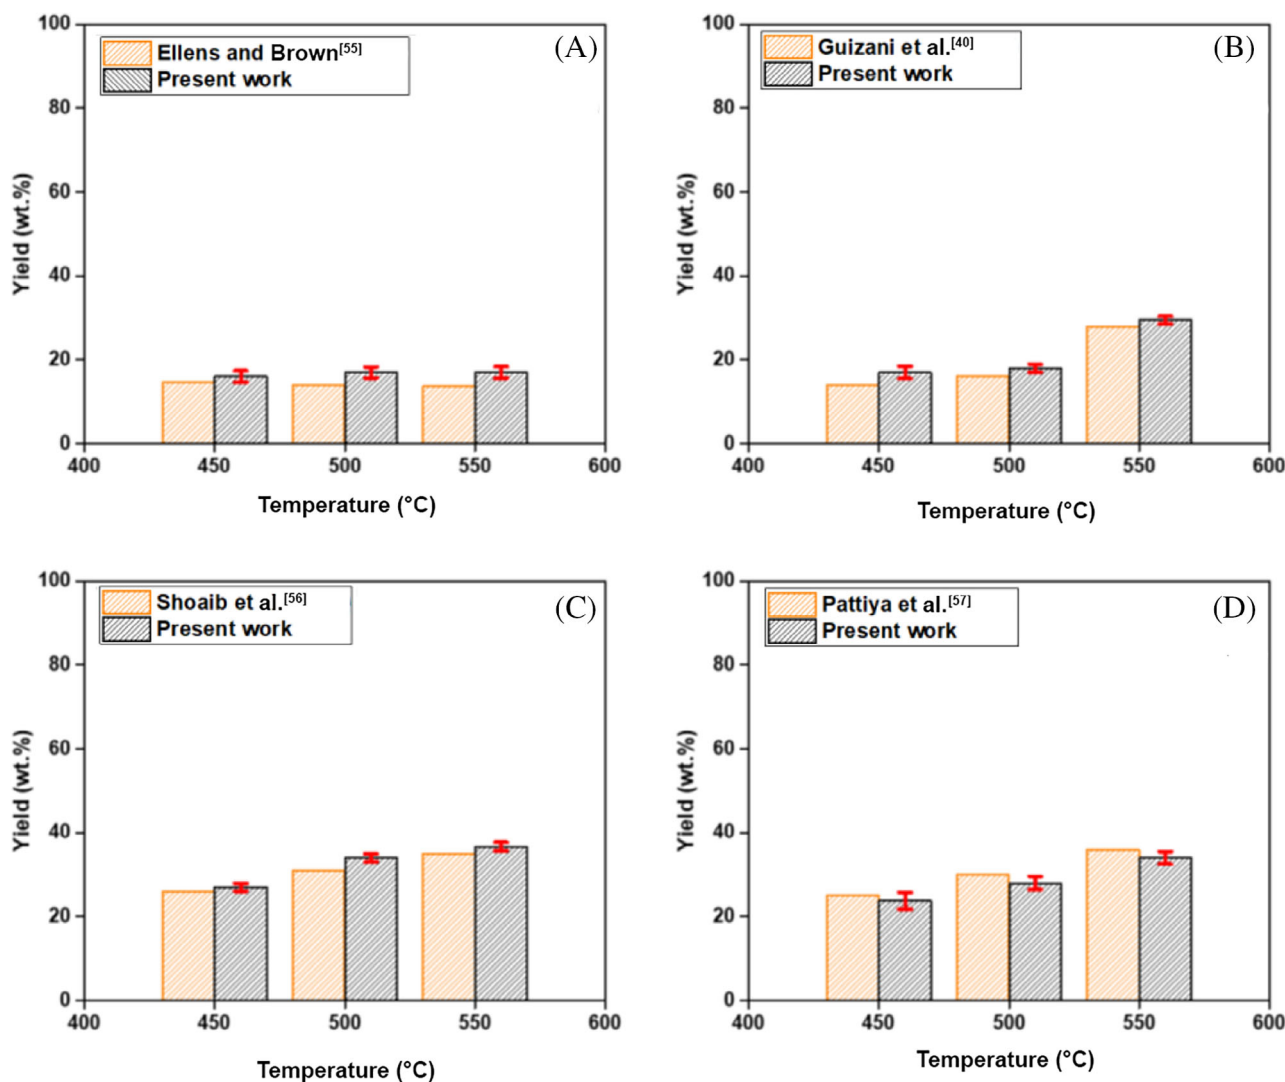 Ellens and Brown[55]
Present work
(A)
100
80
60
40
20
0
Yield (wt.%)
400 450 500 550 600
Temperature (°C)
Guizani et al.[40]
Present work
(B)
100
80
60
40
20
0
Yield (wt.%)
400 450 500 550 600
Temperature (°C)
Shoaib et al.[56]
Present work
(C)
100
80
60
40
20
0
Yield (wt.%)
400 450 500 550 600
Temperature (°C)
Pattiya et al.[57]
Present work
(D)
100
80
60
40
20
0
Yield (wt.%)
400 450 500 550 600
Temperature (°C)